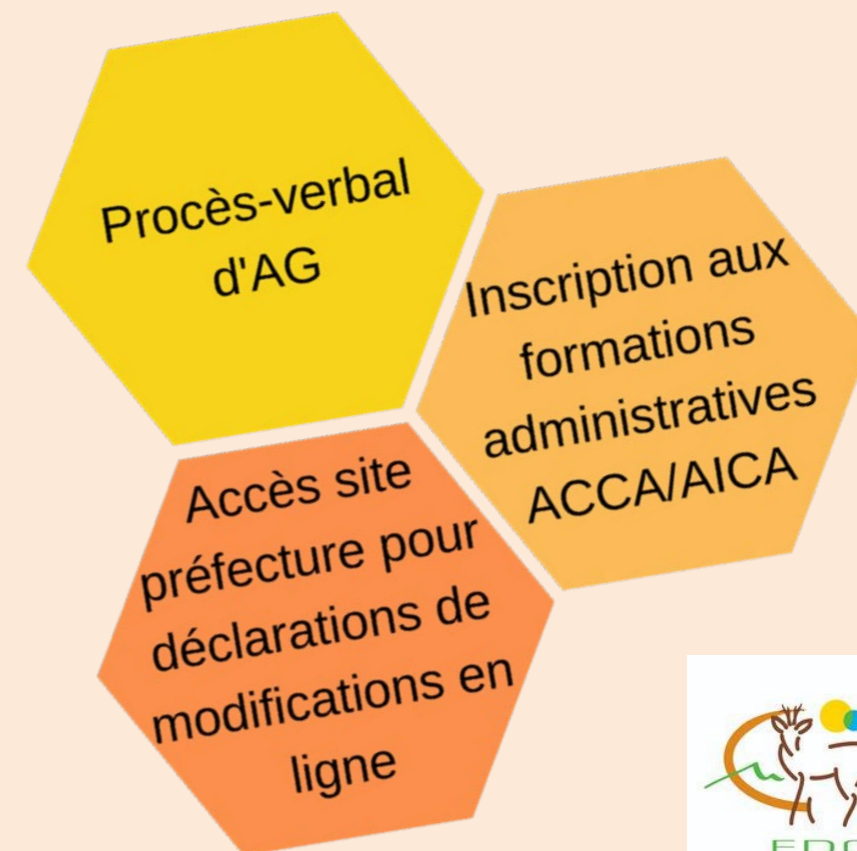 Procès-verbal
d'AG
Inscription aux
formations
administratives
ACCA/AICA
Accès site
préfecture pour
déclarations de
modifications en
ligne